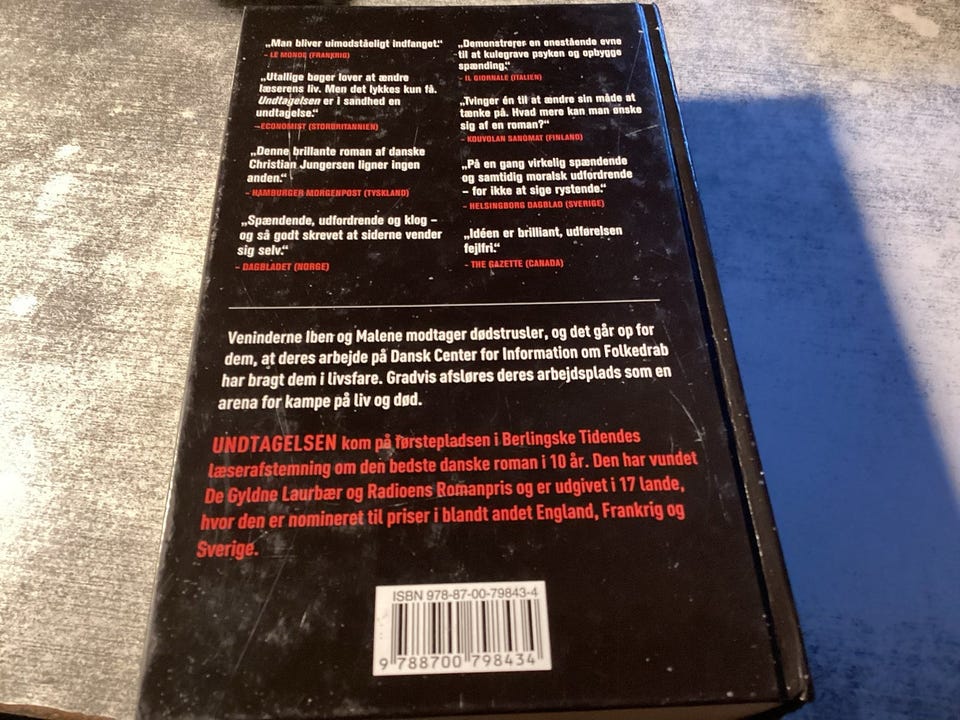 „Man bliver uimodståeligt indfanget.“
– LE MONDE (FRANKRIG)
„Utallige bøger lover at ændre
læserens liv. Men det lykkes kun få.
Undtagelsen er i sandhed en
undtagelse.“
– ECONOMIST (STORBRITANNIEN)
„Denne brillante roman af danske
Christian Jungersen ligner ingen
anden.“
– HAMBURGER MORGENPOST (TYSKLAND)
„Spændende, udfordrende og klog –
og så godt skrevet at siderne vender
sig selv.“
– DAGBLADET (NORGE)
„Demonstrerer en enestående evne
til at kulegrave psyken og opbygge
spænding.“
– IL GIORNALE (ITALIEN)
„Tvinger én til at ændre sin måde at
tænke på. Hvad mere kan man ønske
sig af en roman?“
– KOUVOLAN SANOMAT (FINLAND)
„På en gang virkelig spændende
og samtidig moralsk udfordrende
– for ikke at sige rystende.“
– HELSINGBORG DAGBLAD (SVERIGE)
„Idéen er brilliant, udførelsen
fejlfri.“
– THE GAZETTE (CANADA)
Veninderne Iben og Malene modtager dødstrusler, og det går op for
dem, at deres arbejde på Dansk Center for Information om Folkedrab
har bragt dem i livsfare. Gradvis afsløres deres arbejdsplads som en
arena for kampe på liv og død.
UNDTAGELSEN kom på førstepladsen i Berlingske Tidendes
læserafstemning om den bedste danske roman i 10 år. Den har vundet
De Gyldne Laurbær og Radioens Romanpris og er udgivet i 17 lande,
hvor den er nomineret til priser i blandt andet England, Frankrig og
Sverige.
ISBN 978-87-00-79843-4
9 788700 798434